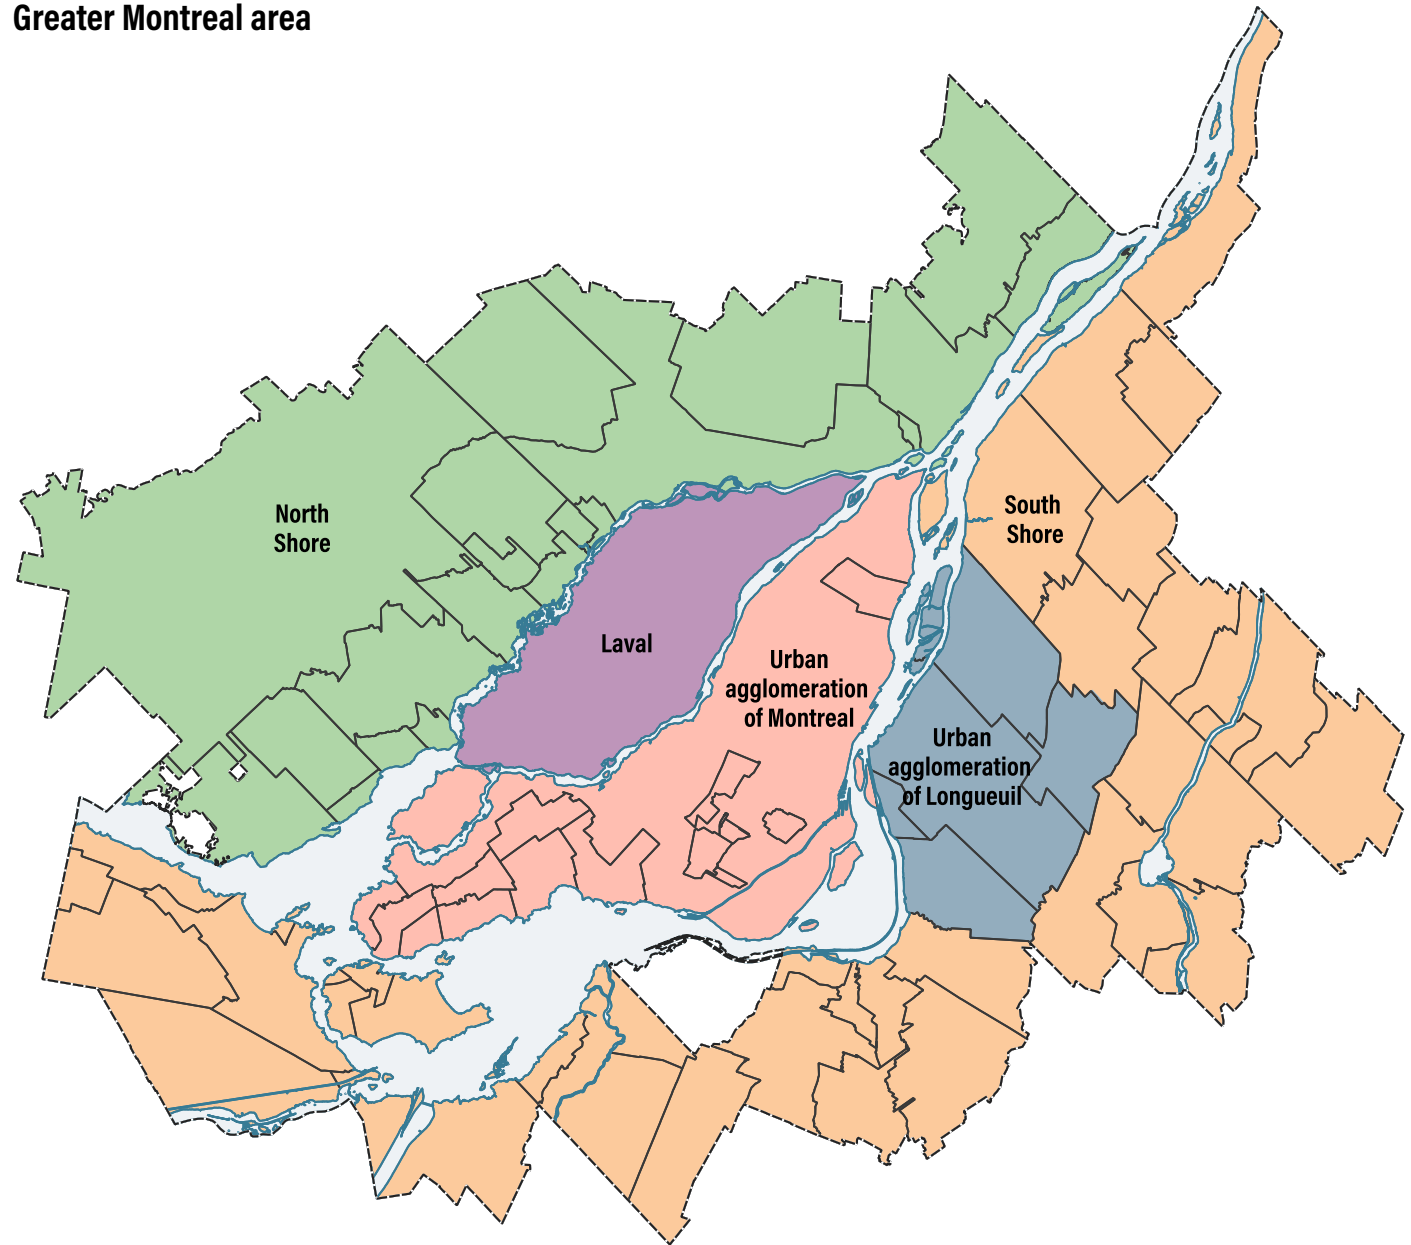 Greater Montreal area
North
Shore
South
Shore
Laval
Urban
agglomeration
of Montreal
Urban
agglomeration
of Longueuil